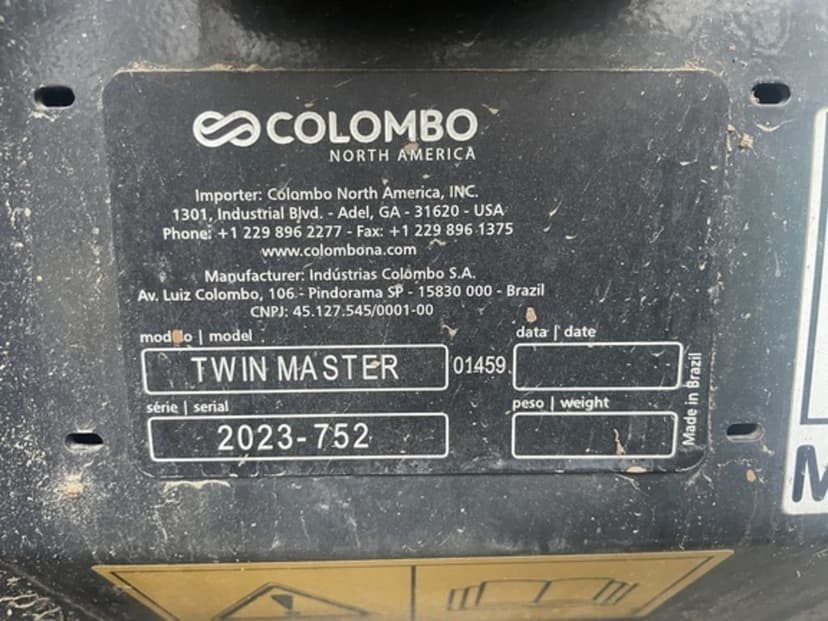 COLOMBO
NORTH AMERICA
Importer: Colombo North America, INC.
1301, Industrial Blvd. - Adel, GA - 31620 - USA
Phone: +1 229 896 2277 - Fax: +1 229 896 1375
www.colombona.com
Manufacturer: Indústrias Colombo S.A.
Av. Luiz Colombo, 106 - Pindorama SP - 15830 000 - Brazil
CNPJ: 45.127.545/0001-00
modelo | model
data | date
TWIN MASTER
01459
série | serial
peso | weight
2023-752
Made in Brazil
M